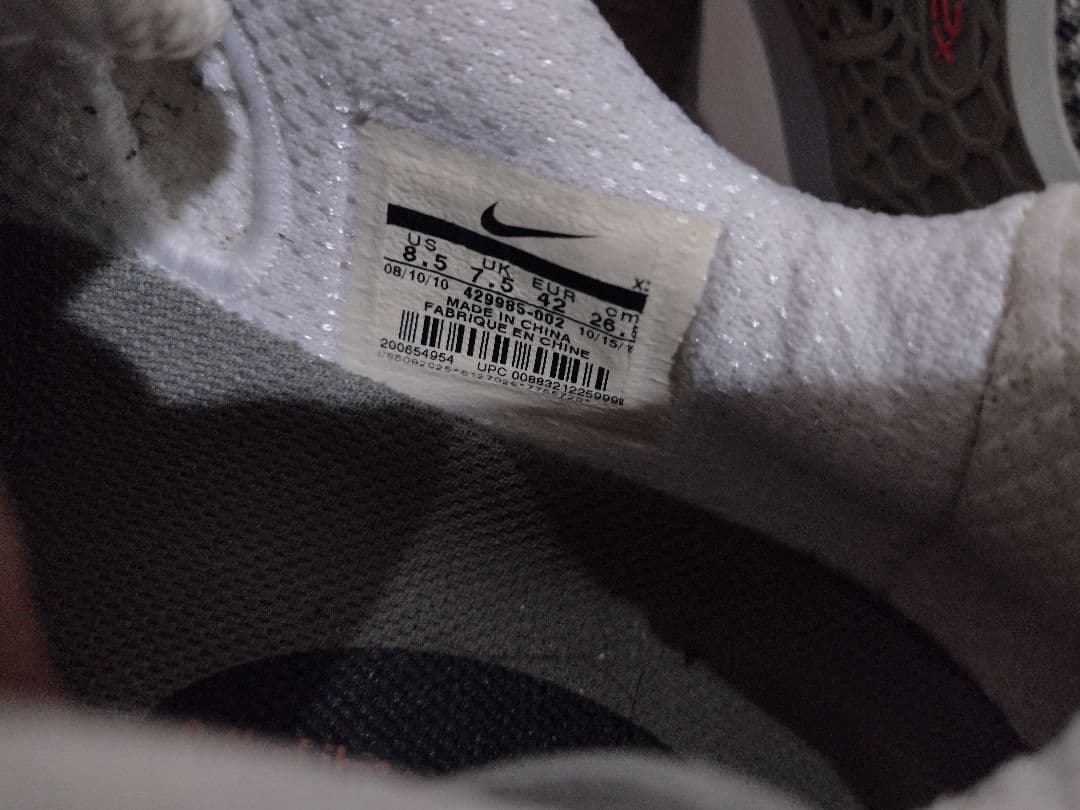 US UK EUR cm
8.5 7.5 42 26.5
08/10/10 429985-002 10/15/1
MADE IN CHINA
FABRIQUE EN CHINE
200654954 UPC 00883212259998